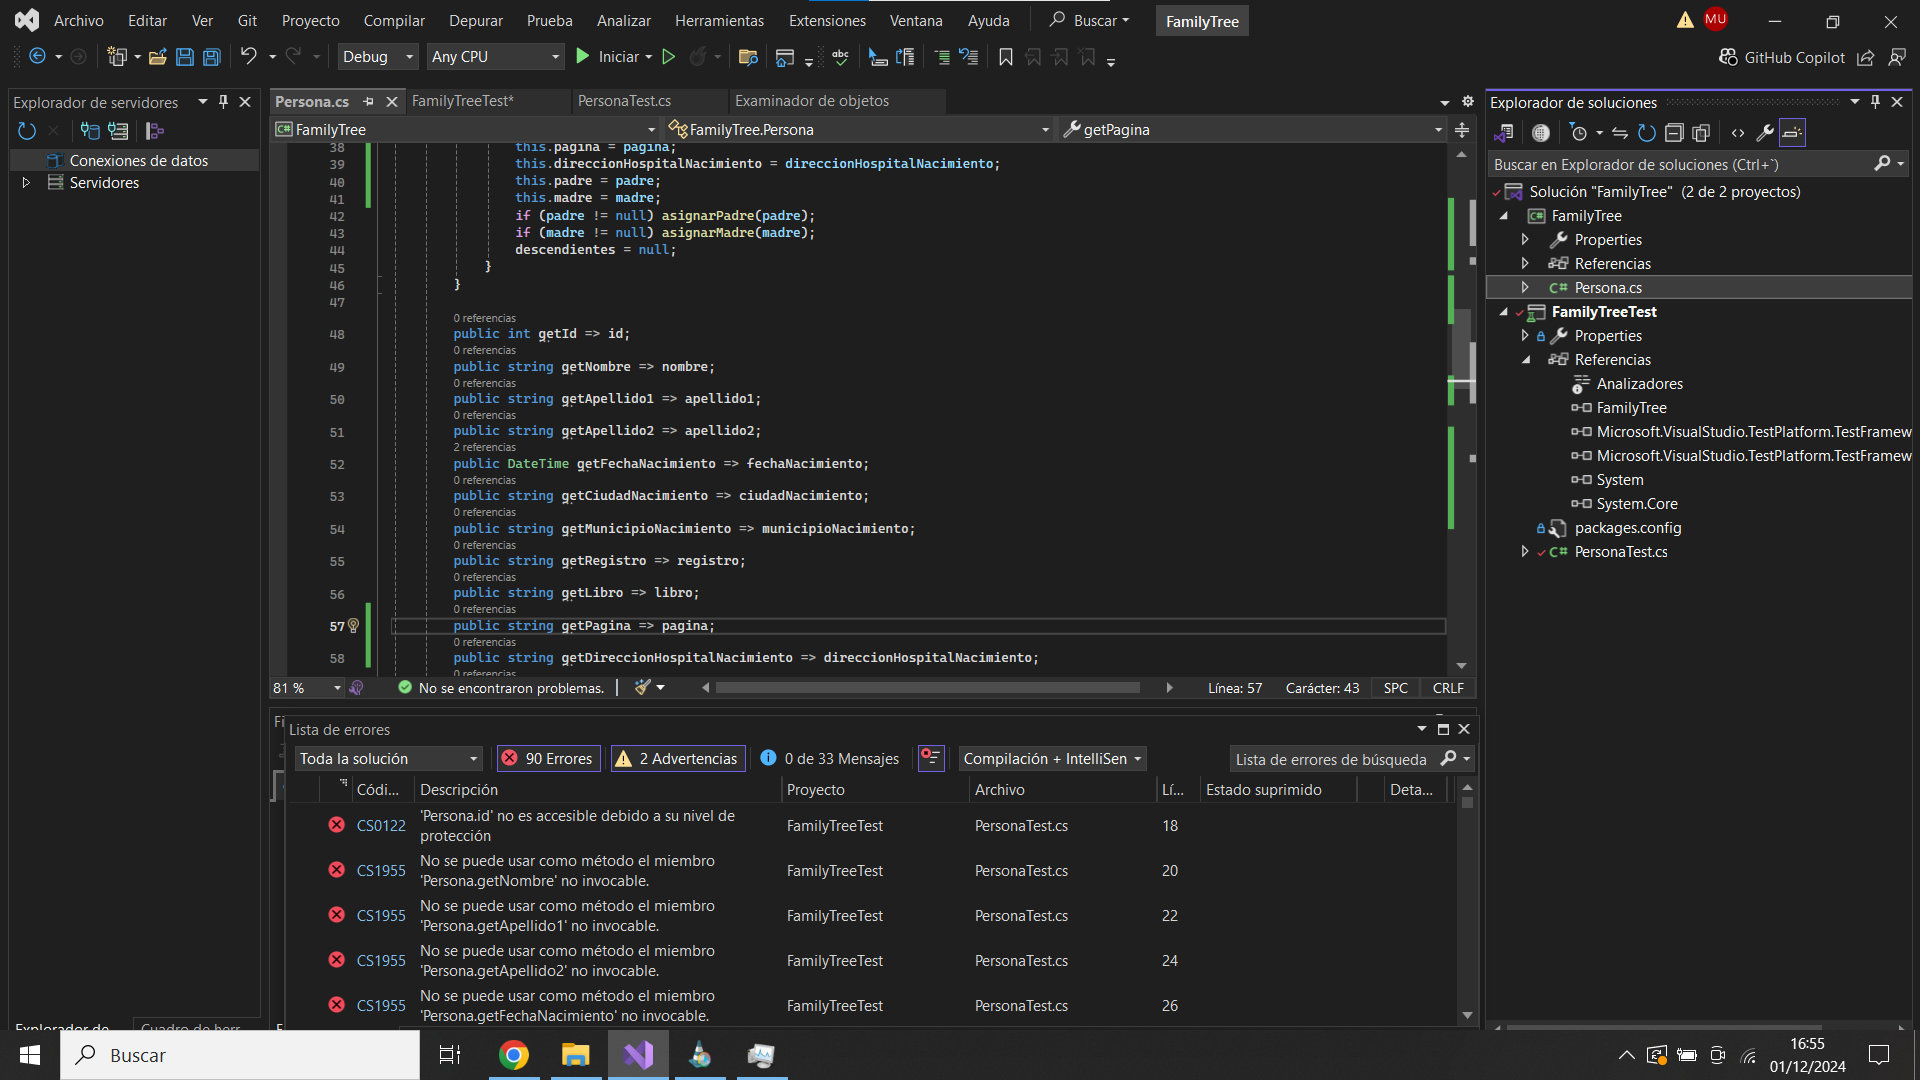 Archivo Editar Ver Git Proyecto Compilar Depurar Prueba Analizar Herramientas Extensiones Ventana Ayuda Buscar FamilyTree MU
Debug Any CPU Iniciar abc GitHub Copilot
Explorador de servidores
Conexiones de datos
Servidores
Persona.cs FamilyTreeTest* PersonaTest.cs Examinador de objetos
C# FamilyTree FamilyTree.Persona getPagina
38 this.pagina = pagina;
39 this.direccionHospitalNacimiento = direccionHospitalNacimiento;
40 this.padre = padre;
41 this.madre = madre;
42 if (padre != null) asignarPadre(padre);
43 if (madre != null) asignarMadre(madre);
44 descendientes = null;
45 }
46 }
47
0 referencias
48 public int getId => id;
0 referencias
49 public string getNombre => nombre;
0 referencias
50 public string getApellido1 => apellido1;
0 referencias
51 public string getApellido2 => apellido2;
2 referencias
52 public DateTime getFechaNacimiento => fechaNacimiento;
0 referencias
53 public string getCiudadNacimiento => ciudadNacimiento;
0 referencias
54 public string getMunicipioNacimiento => municipioNacimiento;
0 referencias
55 public string getRegistro => registro;
0 referencias
56 public string getLibro => libro;
0 referencias
57 public string getPagina => pagina;
0 referencias
58 public string getDireccionHospitalNacimiento => direccionHospitalNacimiento;
0 referencias
81 % No se encontraron problemas. Línea: 57 Carácter: 43 SPC CRLF
Lista de errores
Toda la solución 90 Errores 2 Advertencias 0 de 33 Mensajes Compilación + IntelliSen Lista de errores de búsqueda
Códi... Descripción Proyecto Archivo Lí... Estado suprimido Deta...
CS0122 'Persona.id' no es accesible debido a su nivel de protección FamilyTreeTest PersonaTest.cs 18
CS1955 No se puede usar como método el miembro 'Persona.getNombre' no invocable. FamilyTreeTest PersonaTest.cs 20
CS1955 No se puede usar como método el miembro 'Persona.getApellido1' no invocable. FamilyTreeTest PersonaTest.cs 22
CS1955 No se puede usar como método el miembro 'Persona.getApellido2' no invocable. FamilyTreeTest PersonaTest.cs 24
CS1955 No se puede usar como método el miembro 'Persona.getFechaNacimiento' no invocable. FamilyTreeTest PersonaTest.cs 26
Explorador de soluciones
Buscar en Explorador de soluciones (Ctrl+`)
Solución "FamilyTree" (2 de 2 proyectos)
C# FamilyTree
Properties
Referencias
C# Persona.cs
FamilyTreeTest
Properties
Referencias
Analizadores
FamilyTree
Microsoft.VisualStudio.TestPlatform.TestFramew
Microsoft.VisualStudio.TestPlatform.TestFramew
System
System.Core
packages.config
C# PersonaTest.cs
Explorador de Cuadro de herr
Buscar
16:55
01/12/2024